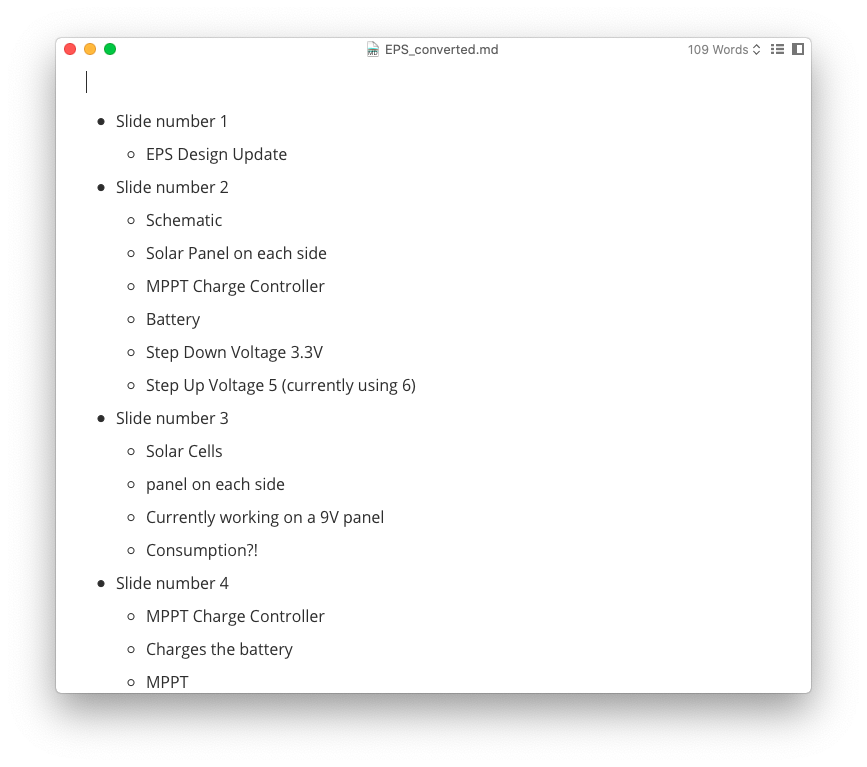 EPS_converted.md
109 Words
Slide number 1
EPS Design Update
Slide number 2
Schematic
Solar Panel on each side
MPPT Charge Controller
Battery
Step Down Voltage 3.3V
Step Up Voltage 5 (currently using 6)
Slide number 3
Solar Cells
panel on each side
Currently working on a 9V panel
Consumption?!
Slide number 4
MPPT Charge Controller
Charges the battery
MPPT